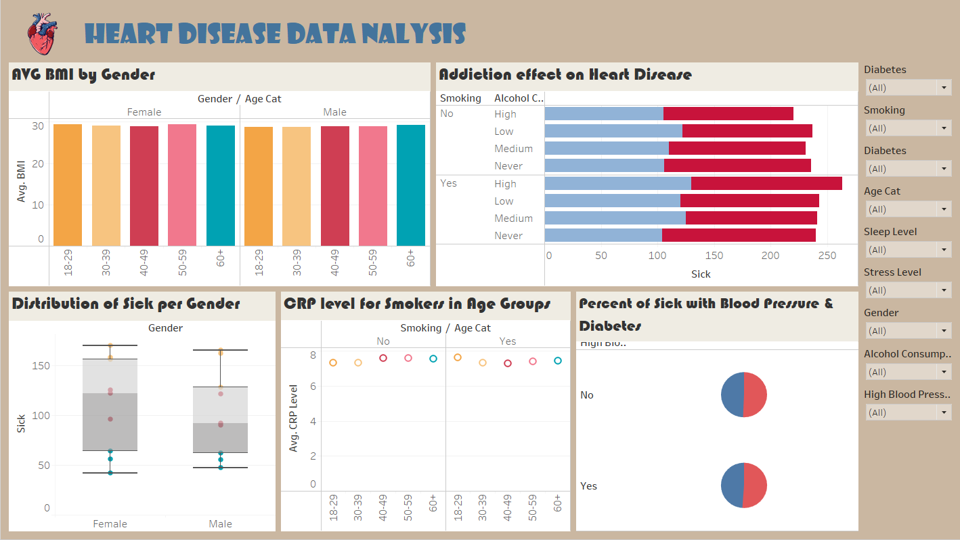 HEART DISEASE DATA NALYSIS
AVG BMI by Gender
Gender / Age Cat
Female
Male
Avg. BMI
30
20
10
0
18-29
30-39
40-49
50-59
60+
18-29
30-39
40-49
50-59
60+
Addiction effect on Heart Disease
Smoking Alcohol C..
No High
Low
Medium
Never
Yes High
Low
Medium
Never
0 50 100 150 200 250
Sick
Distribution of Sick per Gender
Gender
Sick
150
100
50
0
Female Male
CRP level for Smokers in Age Groups
Smoking / Age Cat
No Yes
Avg. CRP Level
8
6
4
2
0
18-29
30-39
40-49
50-59
60+
18-29
30-39
40-49
50-59
60+
Percent of Sick with Blood Pressure &
Diabetes
High Blo..
No
Yes
Diabetes
(All)
Smoking
(All)
Diabetes
(All)
Age Cat
(All)
Sleep Level
(All)
Stress Level
(All)
Gender
(All)
Alcohol Consump..
(All)
High Blood Press..
(All)